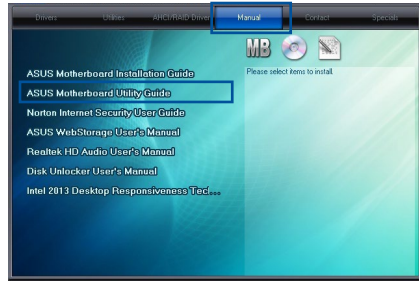 Drivers Utilities AHCI/RAID Driver Manual Contact Specials
MB
Please select items to install.
ASUS Motherboard Installation Guide
ASUS Motherboard Utility Guide
Norton Internet Security User Guide
ASUS WebStorage User's Manual
Realtek HD Audio User's Manual
Disk Unlocker User's Manual
Intel 2013 Desktop Responsiveness Tec...